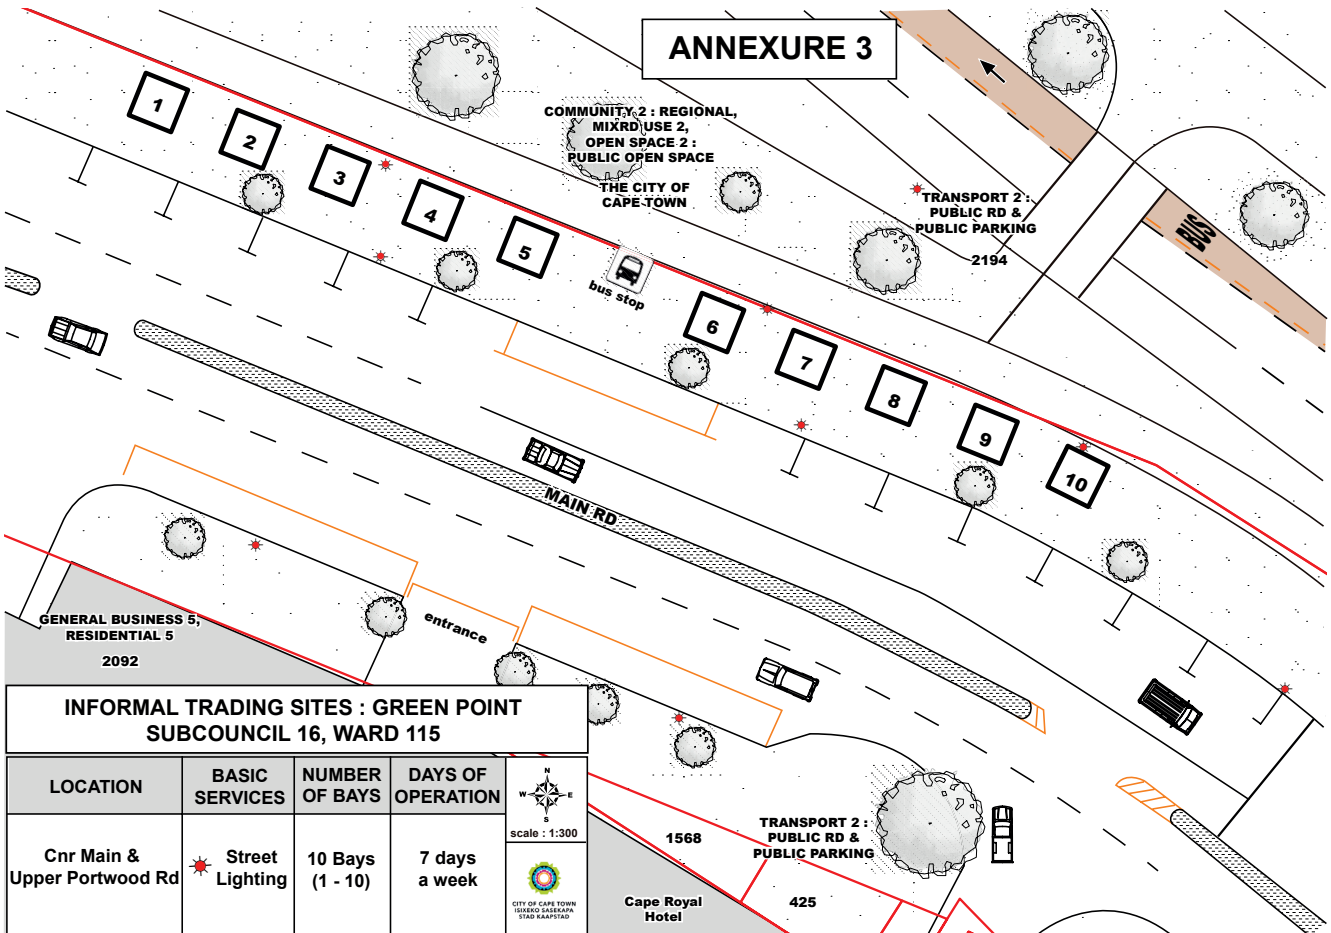 ANNEXURE 3
COMMUNITY 2 : REGIONAL,
MIXRD USE 2,
OPEN SPACE 2 :
PUBLIC OPEN SPACE
THE CITY OF
CAPE TOWN
TRANSPORT 2 :
PUBLIC RD &
PUBLIC PARKING
2194
BUS
1
2
3
4
5
bus stop
6
7
8
9
10
MAIN RD
entrance
GENERAL BUSINESS 5,
RESIDENTIAL 5
2092
TRANSPORT 2 :
PUBLIC RD &
PUBLIC PARKING
1568
425
Cape Royal
Hotel
INFORMAL TRADING SITES : GREEN POINT
SUBCOUNCIL 16, WARD 115
LOCATION
BASIC
SERVICES
NUMBER
OF BAYS
DAYS OF
OPERATION
Cnr Main &
Upper Portwood Rd
Street
Lighting
10 Bays
(1 - 10)
7 days
a week
N
W E
S
scale : 1:300
CITY OF CAPE TOWN
ISIXEKO SASEKAPA
STAD KAAPSTAD